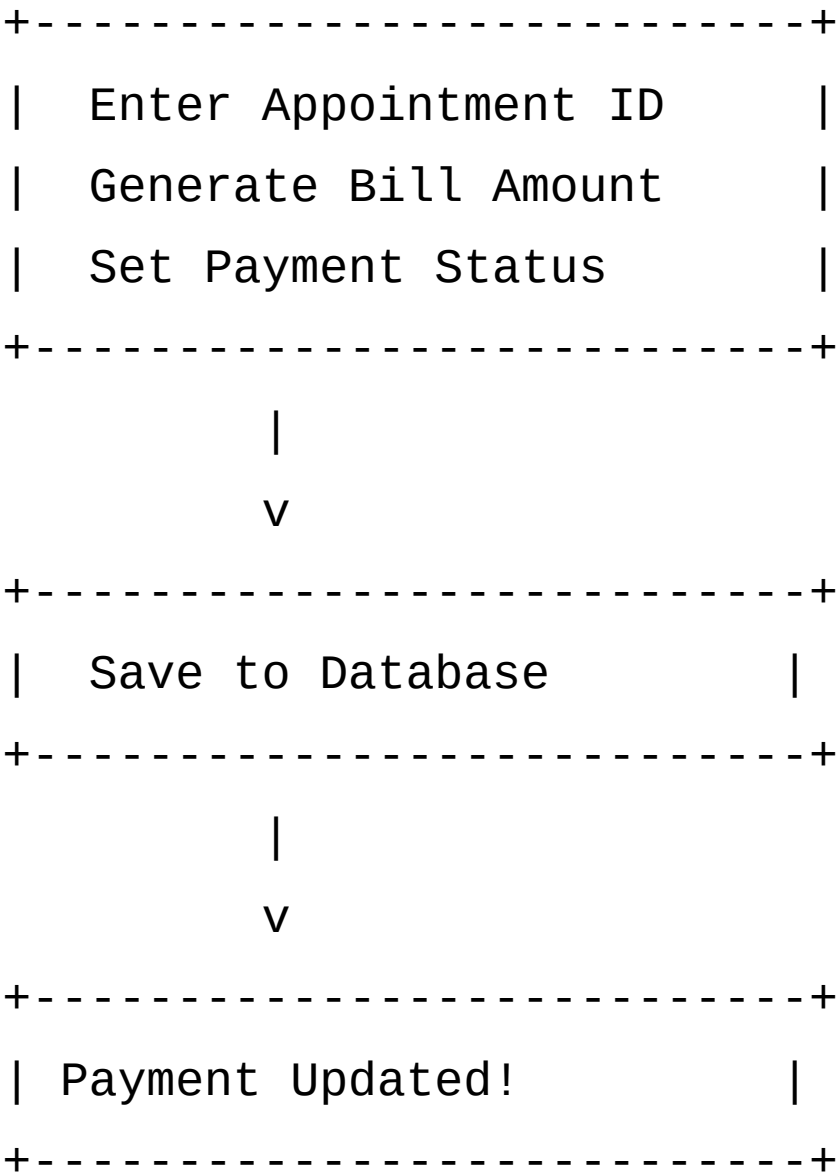 +---------------------------+
|  Enter Appointment ID     |
|  Generate Bill Amount     |
|  Set Payment Status       |
+---------------------------+
         |
         v
+---------------------------+
|  Save to Database        |
+---------------------------+
         |
         v
+---------------------------+
| Payment Updated!         |
+---------------------------+